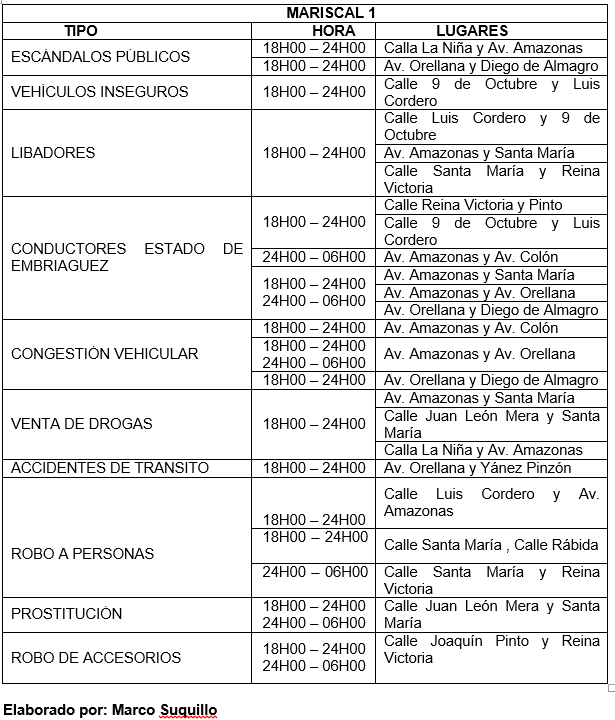 MARISCAL 1
TIPO HORA LUGARES
ESCÁNDALOS PÚBLICOS
18H00 – 24H00 Calla La Niña y Av. Amazonas
18H00 – 24H00 Av. Orellana y Diego de Almagro
VEHÍCULOS INSEGUROS 18H00 – 24H00 Calle 9 de Octubre y Luis
Cordero
LIBADORES 18H00 – 24H00
Calle Luis Cordero y 9 de
Octubre
Av. Amazonas y Santa María
Calle Santa María y Reina
Victoria
CONDUCTORES ESTADO DE
EMBRIAGUEZ
18H00 – 24H00
Calle Reina Victoria y Pinto
Calle 9 de Octubre y Luis
Cordero
24H00 – 06H00 Av. Amazonas y Av. Colón
18H00 – 24H00
24H00 – 06H00
Av. Amazonas y Santa María
Av. Amazonas y Av. Orellana
Av. Orellana y Diego de Almagro
CONGESTIÓN VEHICULAR
18H00 – 24H00 Av. Amazonas y Av. Colón
18H00 – 24H00
24H00 – 06H00
Av. Amazonas y Av. Orellana
18H00 – 24H00 Av. Orellana y Diego de Almagro
VENTA DE DROGAS 18H00 – 24H00
Av. Amazonas y Santa María
Calle Juan León Mera y Santa
María
Calla La Niña y Av. Amazonas
ACCIDENTES DE TRANSITO 18H00 – 24H00 Av. Orellana y Yánez Pinzón
ROBO A PERSONAS
18H00 – 24H00
Calle Luis Cordero y Av.
Amazonas
18H00 – 24H00
Calle Santa María , Calle Rábida
24H00 – 06H00
Calle Santa María y Reina
Victoria
PROSTITUCIÓN
18H00 – 24H00
24H00 – 06H00
Calle Juan León Mera y Santa
María
ROBO DE ACCESORIOS
18H00 – 24H00
24H00 – 06H00
Calle Joaquín Pinto y Reina
Victoria
Elaborado por: Marco Suquillo